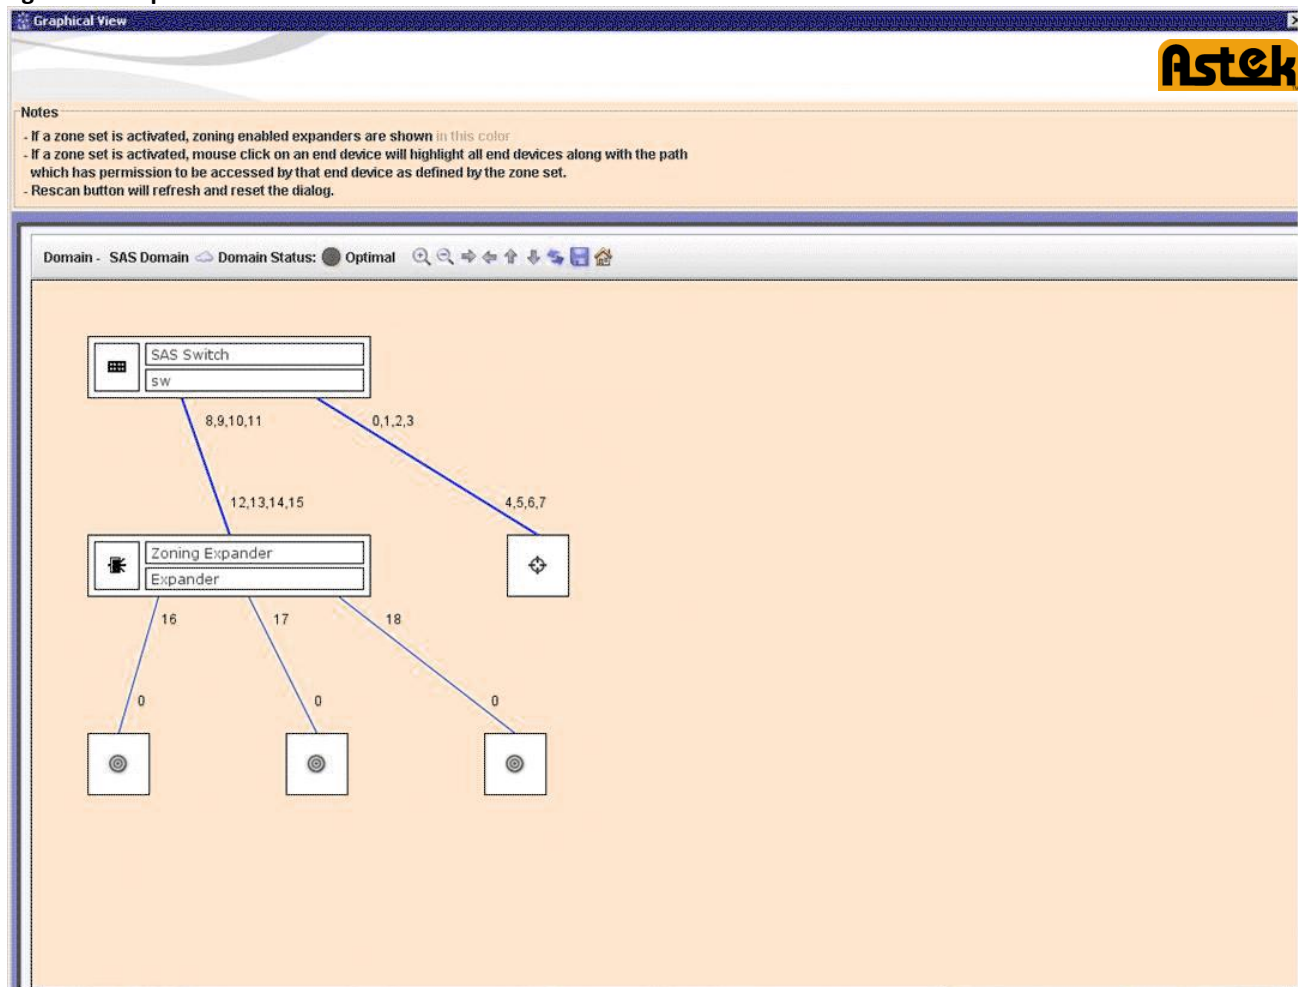 Graphical View
Astek
Notes
- If a zone set is activated, zoning enabled expanders are shown in this color
- If a zone set is activated, mouse click on an end device will highlight all end devices along with the path
which has permission to be accessed by that end device as defined by the zone set.
- Rescan button will refresh and reset the dialog.
Domain - SAS Domain Domain Status: Optimal
SAS Switch
sw
8,9,10,11 0,1,2,3
12,13,14,15 4,5,6,7
Zoning Expander
Expander
16 17 18
0 0 0